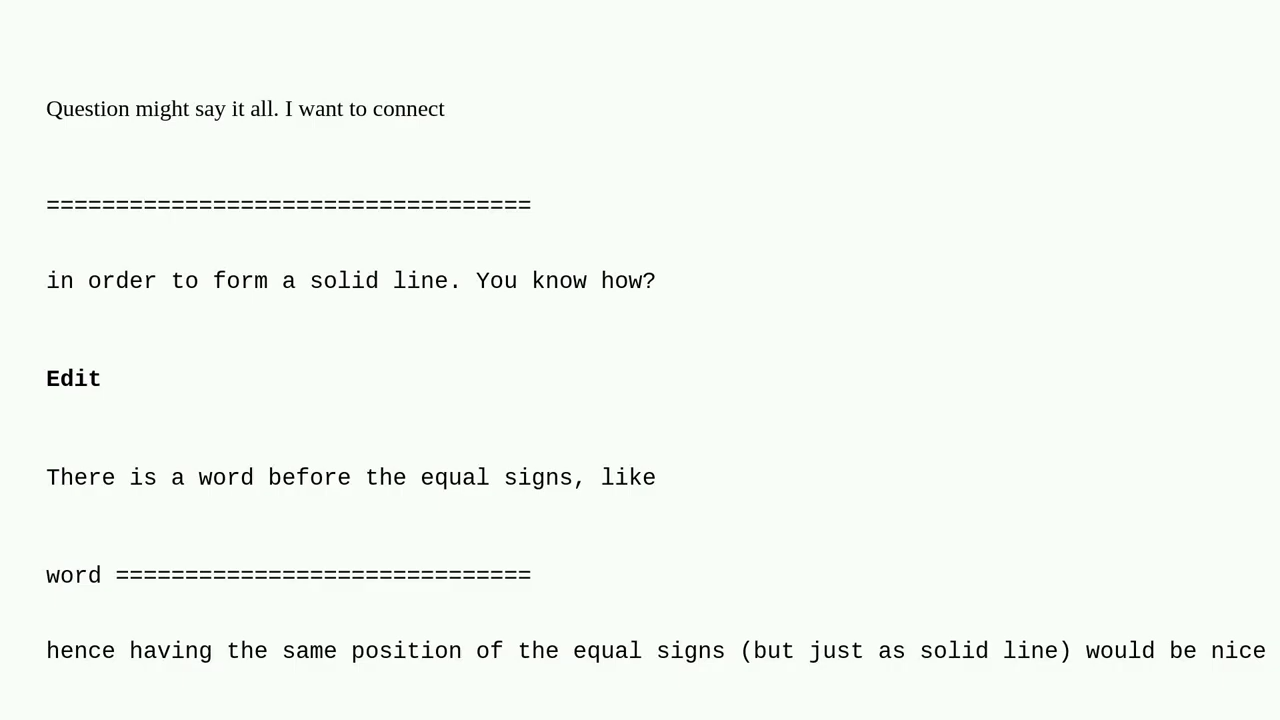 Question might say it all. I want to connect
===================================
in order to form a solid line. You know how?
Edit
There is a word before the equal signs, like
word ==============================
hence having the same position of the equal signs (but just as solid line) would be nice